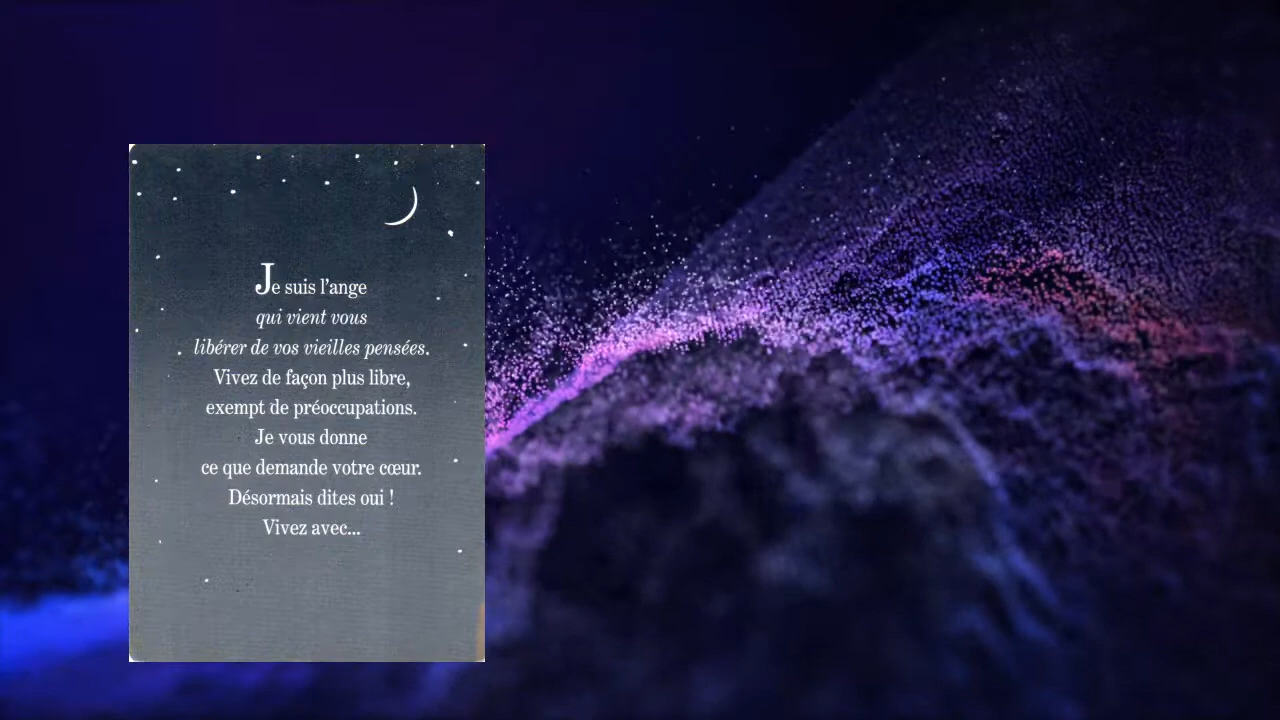 Je suis l’ange
qui vient vous
libérer de vos vieilles pensées.
Vivez de façon plus libre,
exempt de préoccupations.
Je vous donne
ce que demande votre cœur.
Désormais dites oui !
Vivez avec...